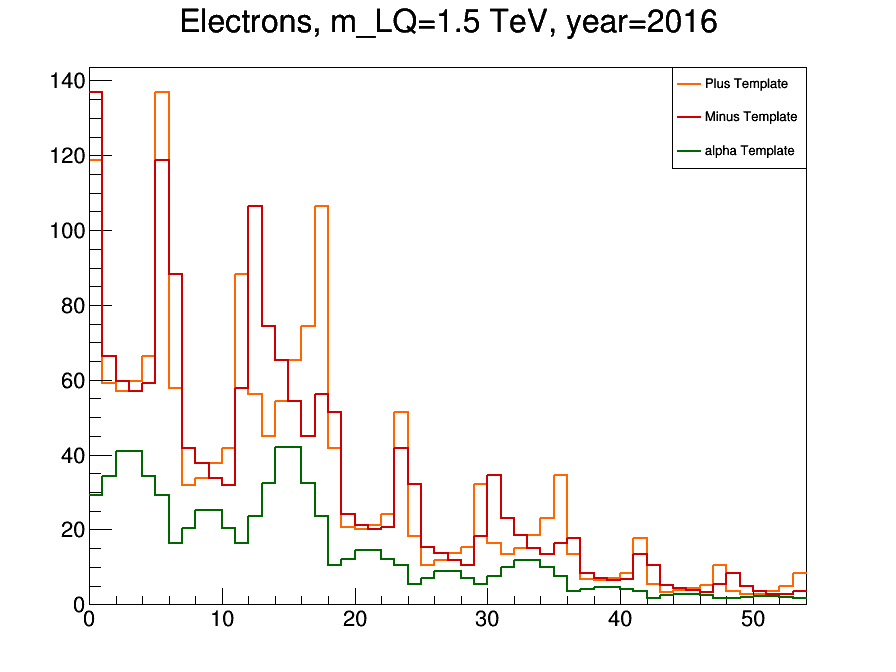 Electrons, m_LQ=1.5 TeV, year=2016
Plus Template
Minus Template
alpha Template
140
120
100
80
60
40
20
0
0 10 20 30 40 50